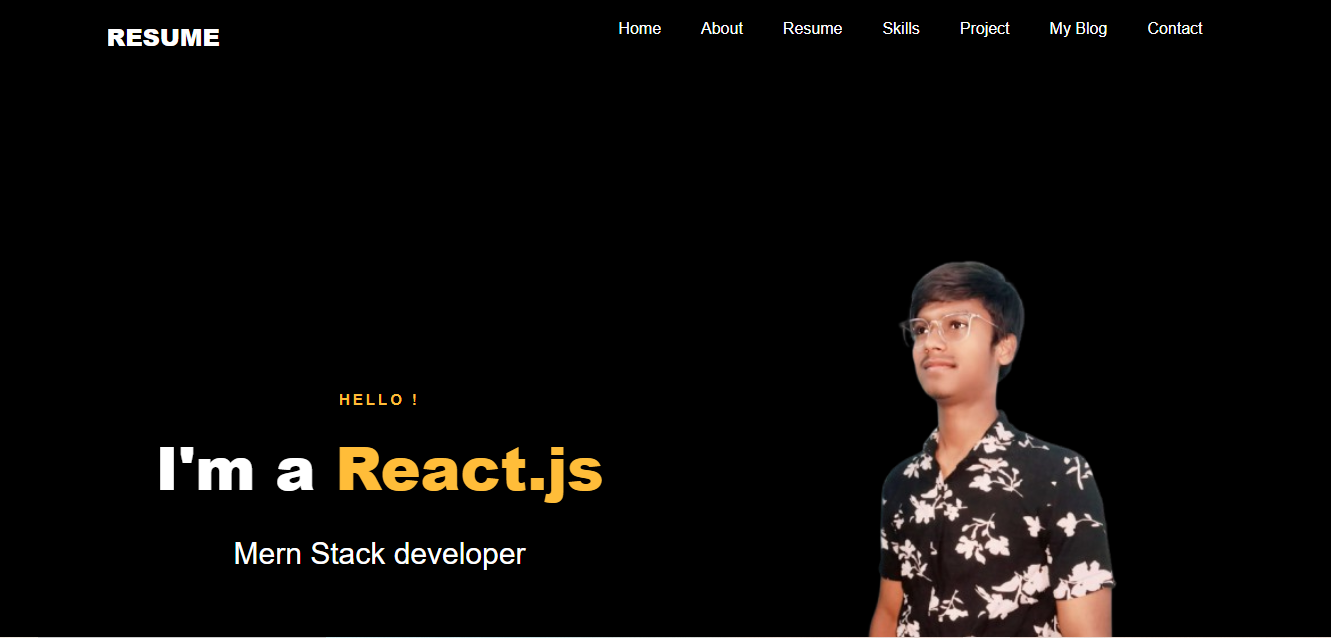 RESUME
Home About Resume Skills Project My Blog Contact
HELLO !
I'm a React.js
Mern Stack developer